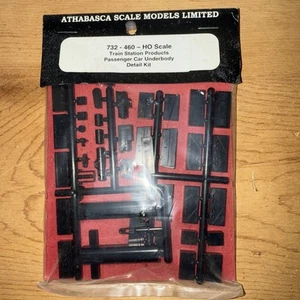 ATHABASCA SCALE MODELS LIMITED
732 - 460 – HO Scale
Train Station Products
Passenger Car Underbody
Detail Kit